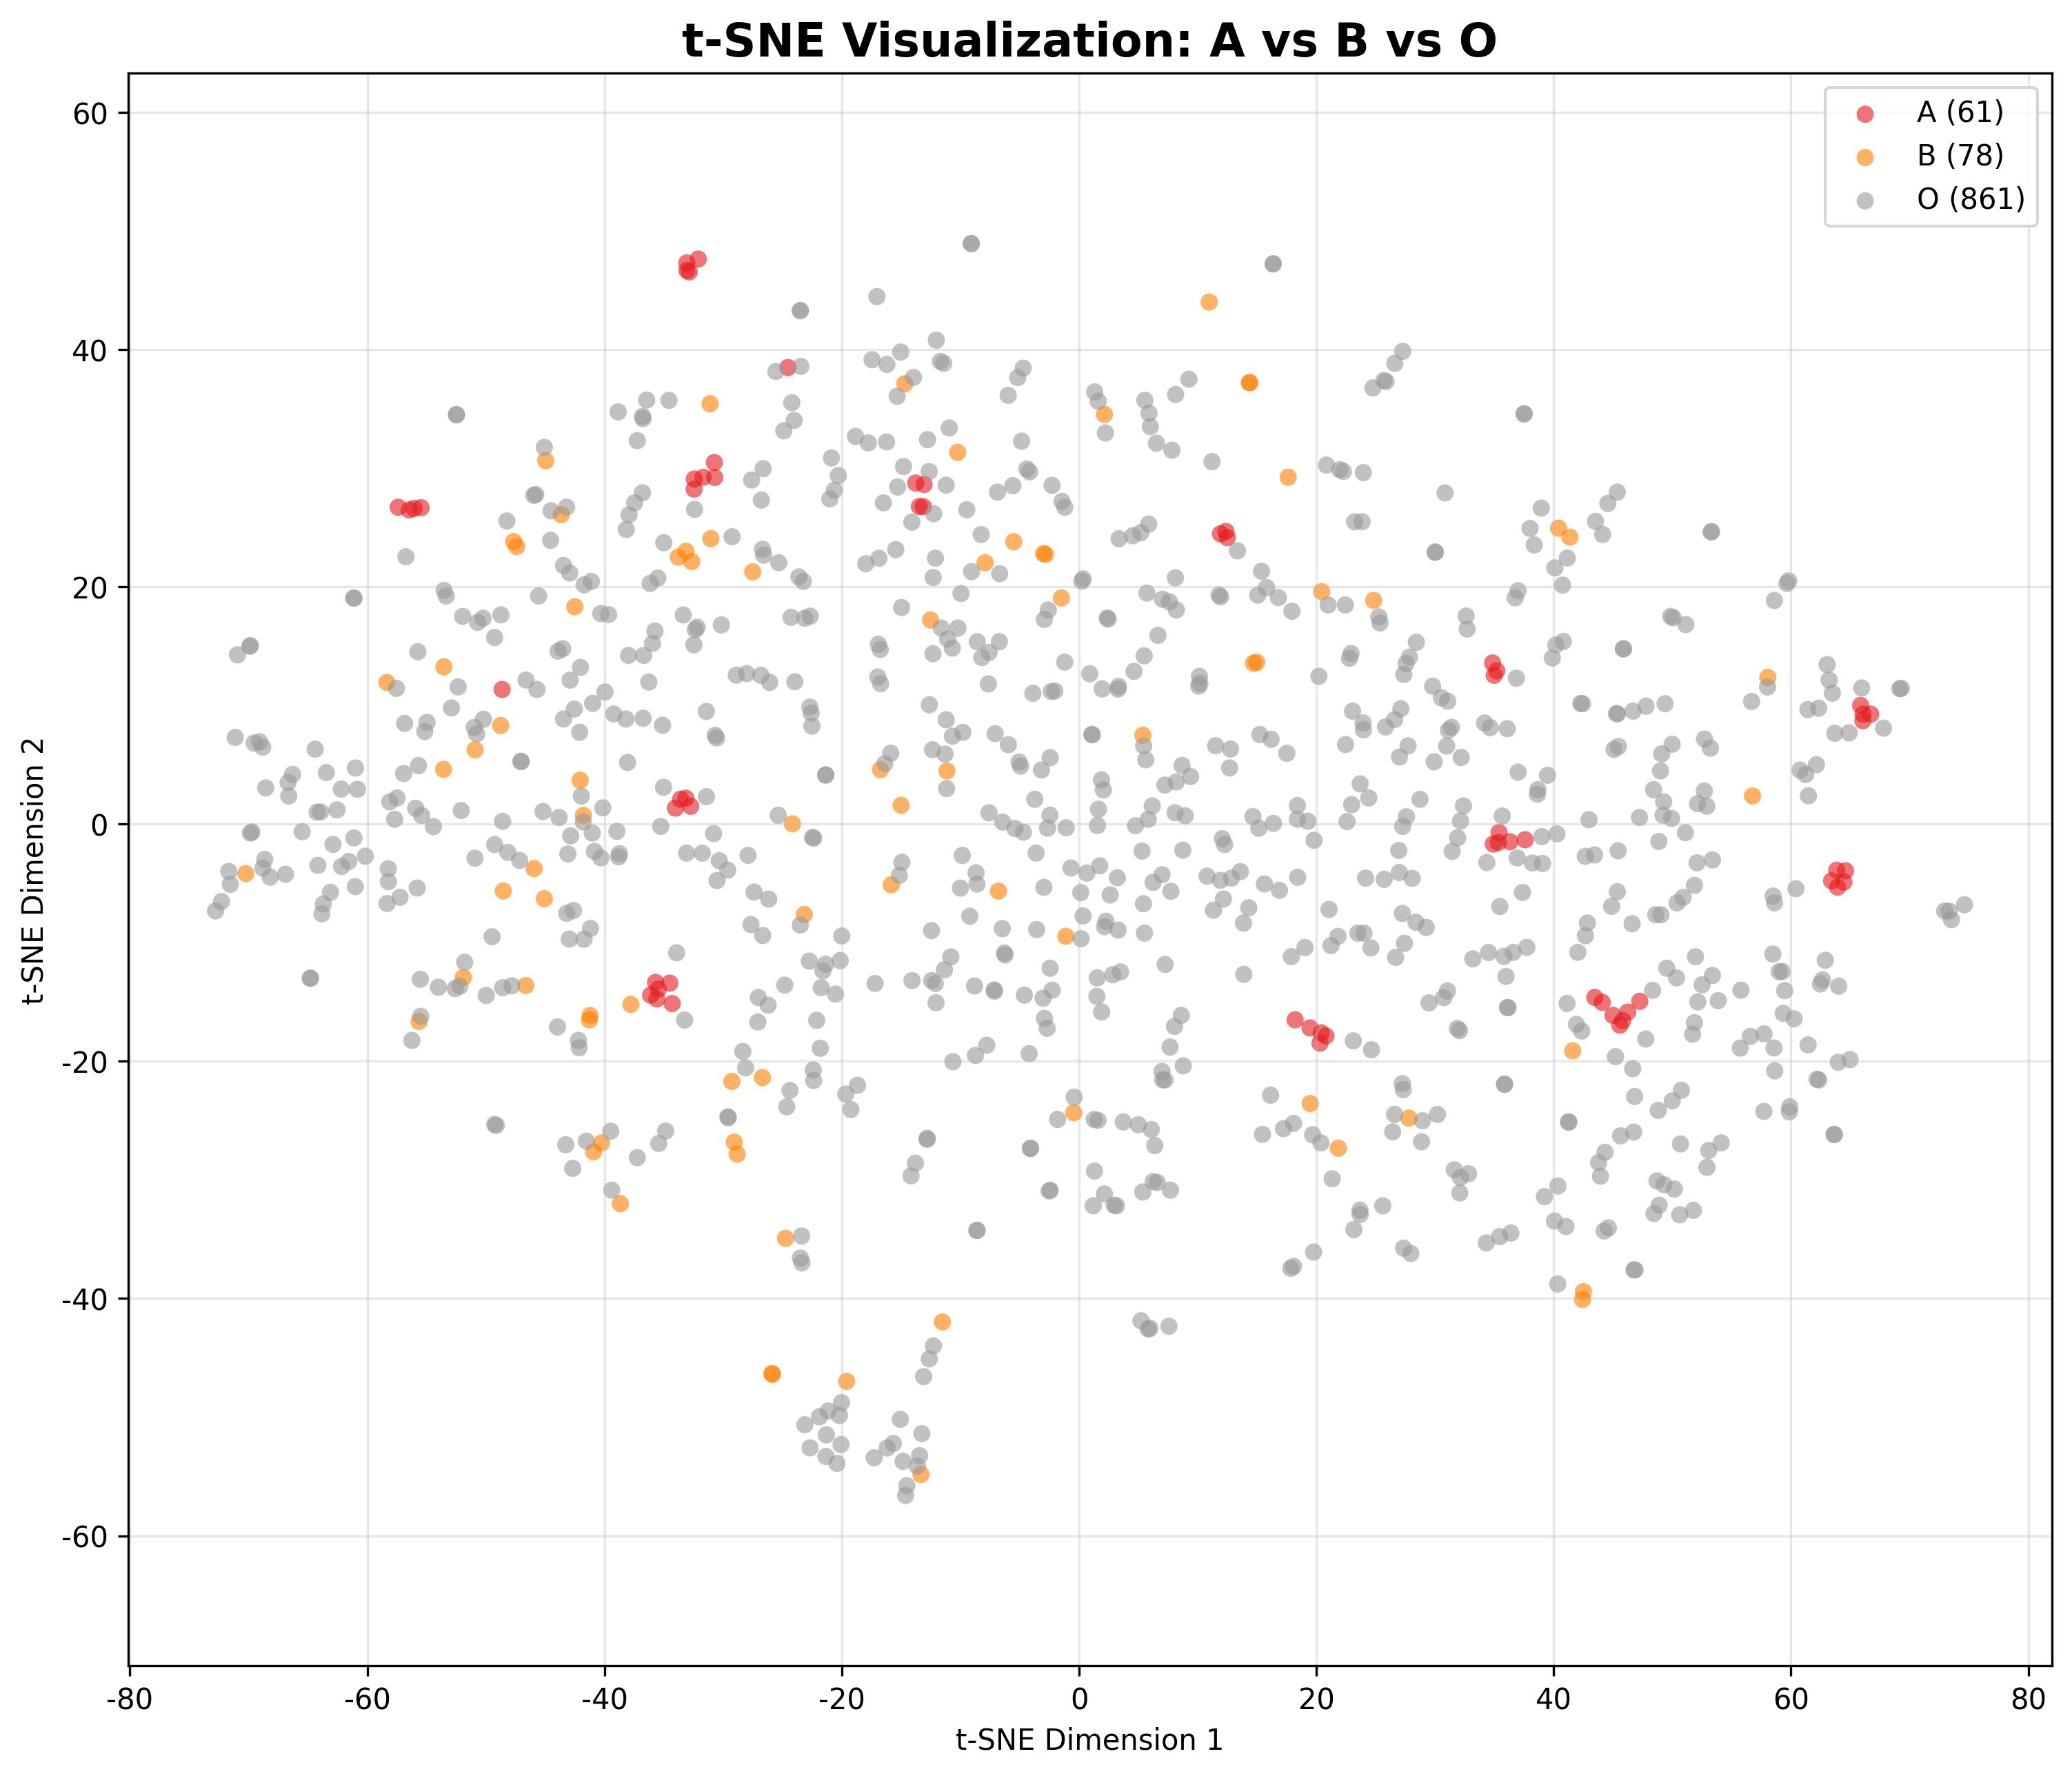 t-SNE Visualization: A vs B vs O
A (61)
B (78)
O (861)
60
40
20
0
-20
-40
-60
t-SNE Dimension 2
-80 -60 -40 -20 0 20 40 60 80
t-SNE Dimension 1